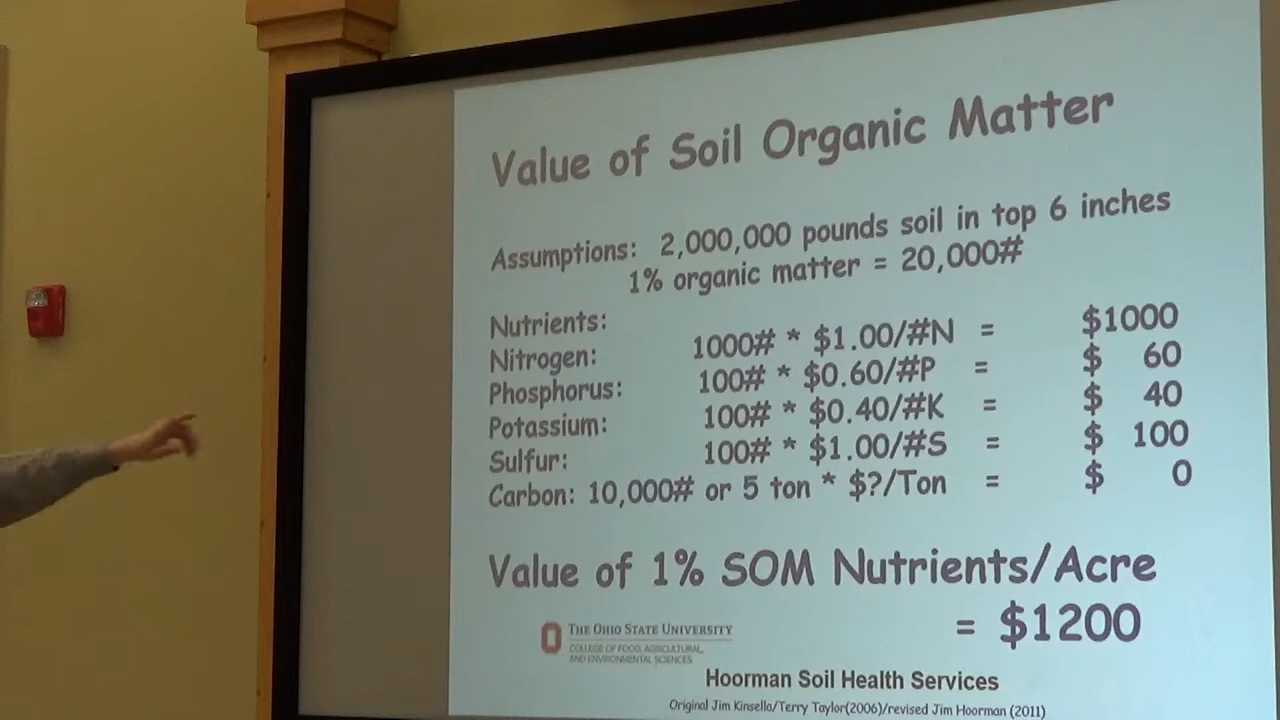 Value of Soil Organic Matter
Assumptions: 2,000,000 pounds soil in top 6 inches
1% organic matter = 20,000#
Nutrients:
Nitrogen: 1000# * $1.00/#N = $1000
Phosphorus: 100# * $0.60/#P = $ 60
Potassium: 100# * $0.40/#K = $ 40
Sulfur: 100# * $1.00/#S = $ 100
Carbon: 10,000# or 5 ton * $?/Ton = $ 0
Value of 1% SOM Nutrients/Acre
= $1200
THE OHIO STATE UNIVERSITY
COLLEGE OF FOOD, AGRICULTURAL,
AND ENVIRONMENTAL SCIENCES
Hoorman Soil Health Services
Original Jim Kinsella/Terry Taylor(2006)/revised Jim Hoorman (2011)